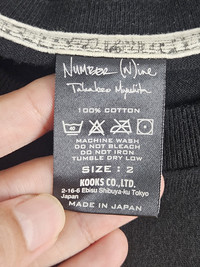 NUMBER (N)ine
Takahiro Miyashita
100% COTTON
MACHINE WASH
DO NOT BLEACH
DO NOT IRON
TUMBLE DRY LOW
SIZE : 2
KOOKS CO.,LTD.
2-16-6 Ebisu Shibuya-ku Tokyo
Japan
MADE IN JAPAN